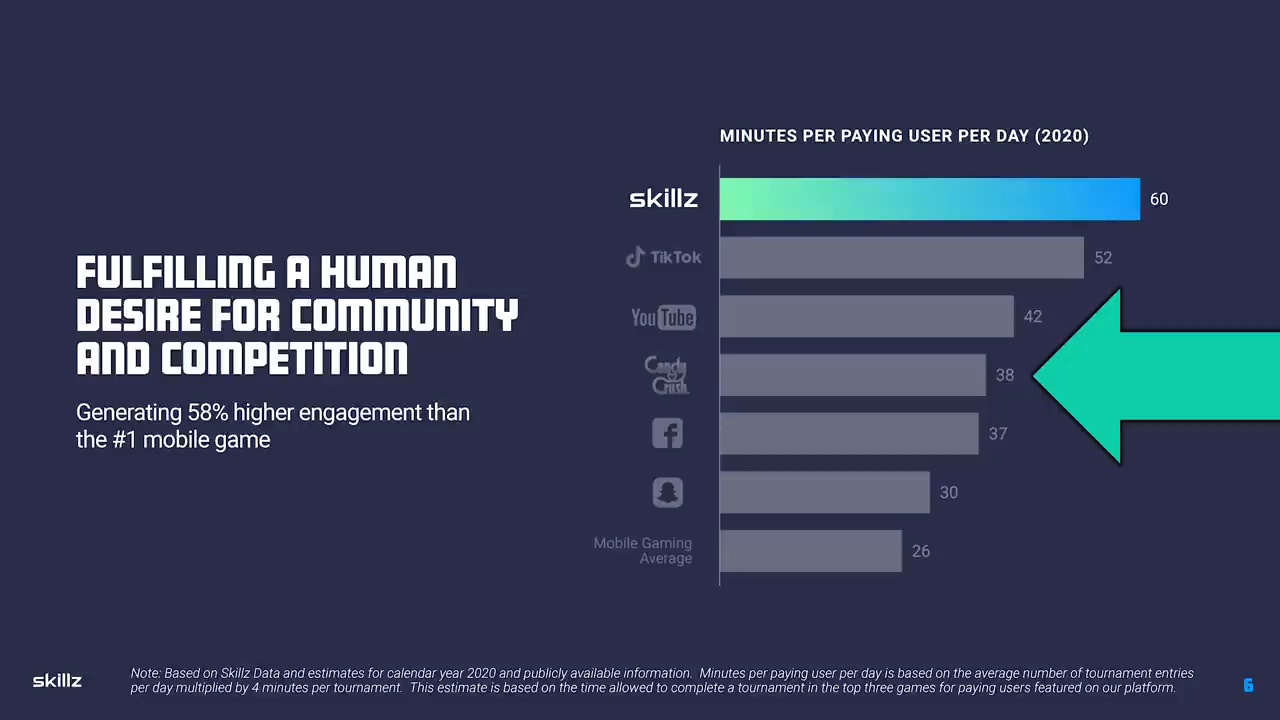 MINUTES PER PAYING USER PER DAY (2020)
skillz
60
TikTok
52
YouTube
42
Candy Crush
38
37
30
Mobile Gaming
Average
26
FULFILLING A HUMAN
DESIRE FOR COMMUNITY
AND COMPETITION
Generating 58% higher engagement than
the #1 mobile game
skillz
Note: Based on Skillz Data and estimates for calendar year 2020 and publicly available information. Minutes per paying user per day is based on the average number of tournament entries
per day multiplied by 4 minutes per tournament. This estimate is based on the time allowed to complete a tournament in the top three games for paying users featured on our platform.
6